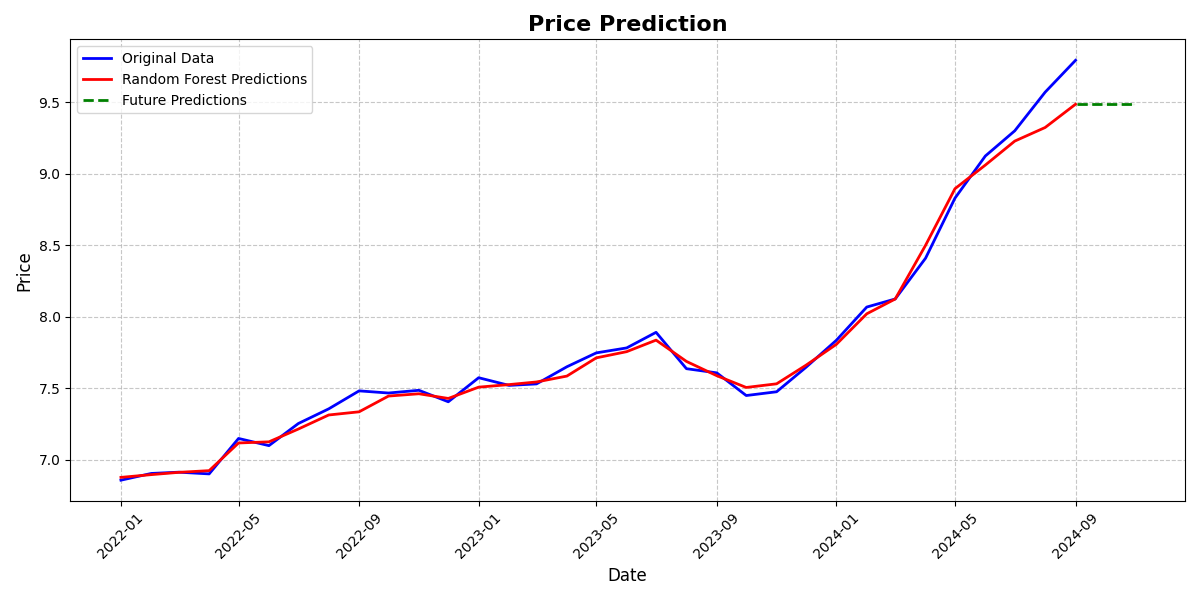 Price Prediction
Original Data
Random Forest Predictions
Future Predictions
9.5
9.0
8.5
8.0
7.5
7.0
Price
2022-01
2022-05
2022-09
2023-01
2023-05
2023-09
2024-01
2024-05
2024-09
Date